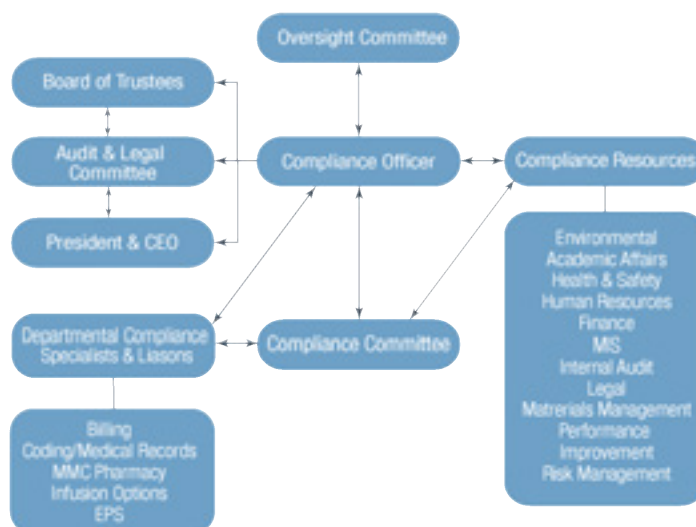 Oversight Committee
Board of Trustees
Audit & Legal
Committee
Compliance Officer
Compliance Resources
President & CEO
Environmental
Academic Affairs
Health & Safety
Human Resources
Finance
MIS
Internal Audit
Legal
Matrerials Management
Performance
Improvement
Risk Management
Departmental Compliance
Specialists & Liasons
Compliance Committee
Billing
Coding/Medical Records
MMC Pharmacy
Infusion Options
EPS